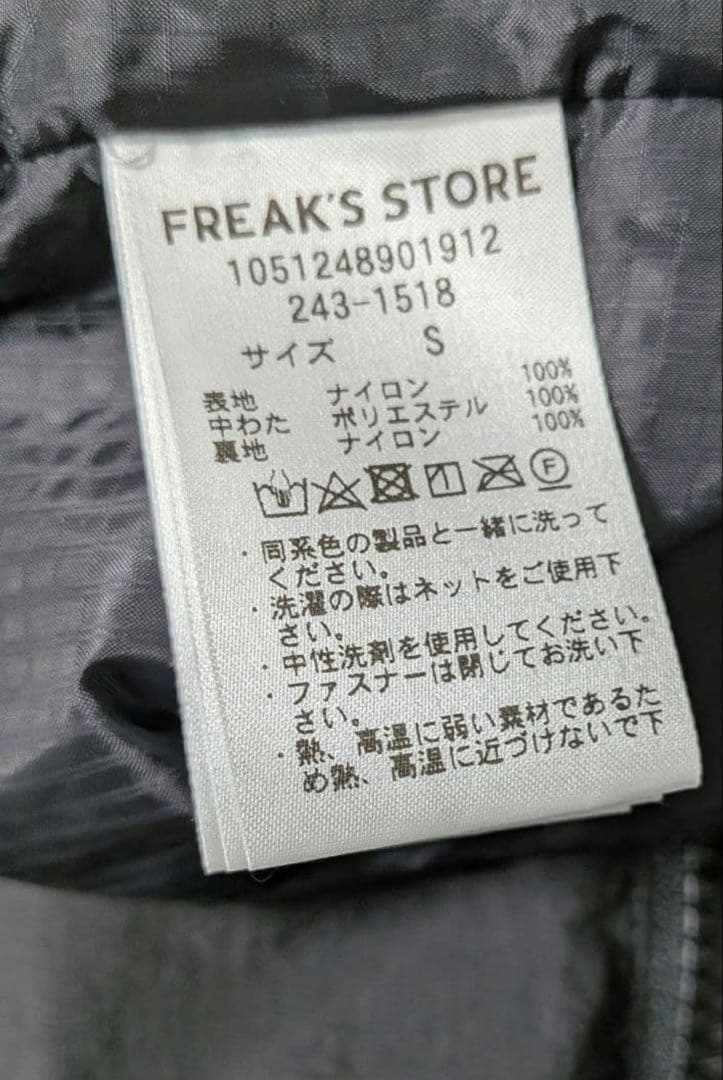 FREAK'S STORE
1051248901912
243-1518
サイズ S
表地 ナイロン 100%
中わた ポリエステル 100%
裏地 ナイロン 100%
F
・同系色の製品と一緒に洗って
ください。
・洗濯の際はネットをご使用下
さい。
・中性洗剤を使用してください。
・ファスナーは閉じてお洗い下
さい。
・熱、高温に弱い素材であるた
め熱、高温に近づけないで下